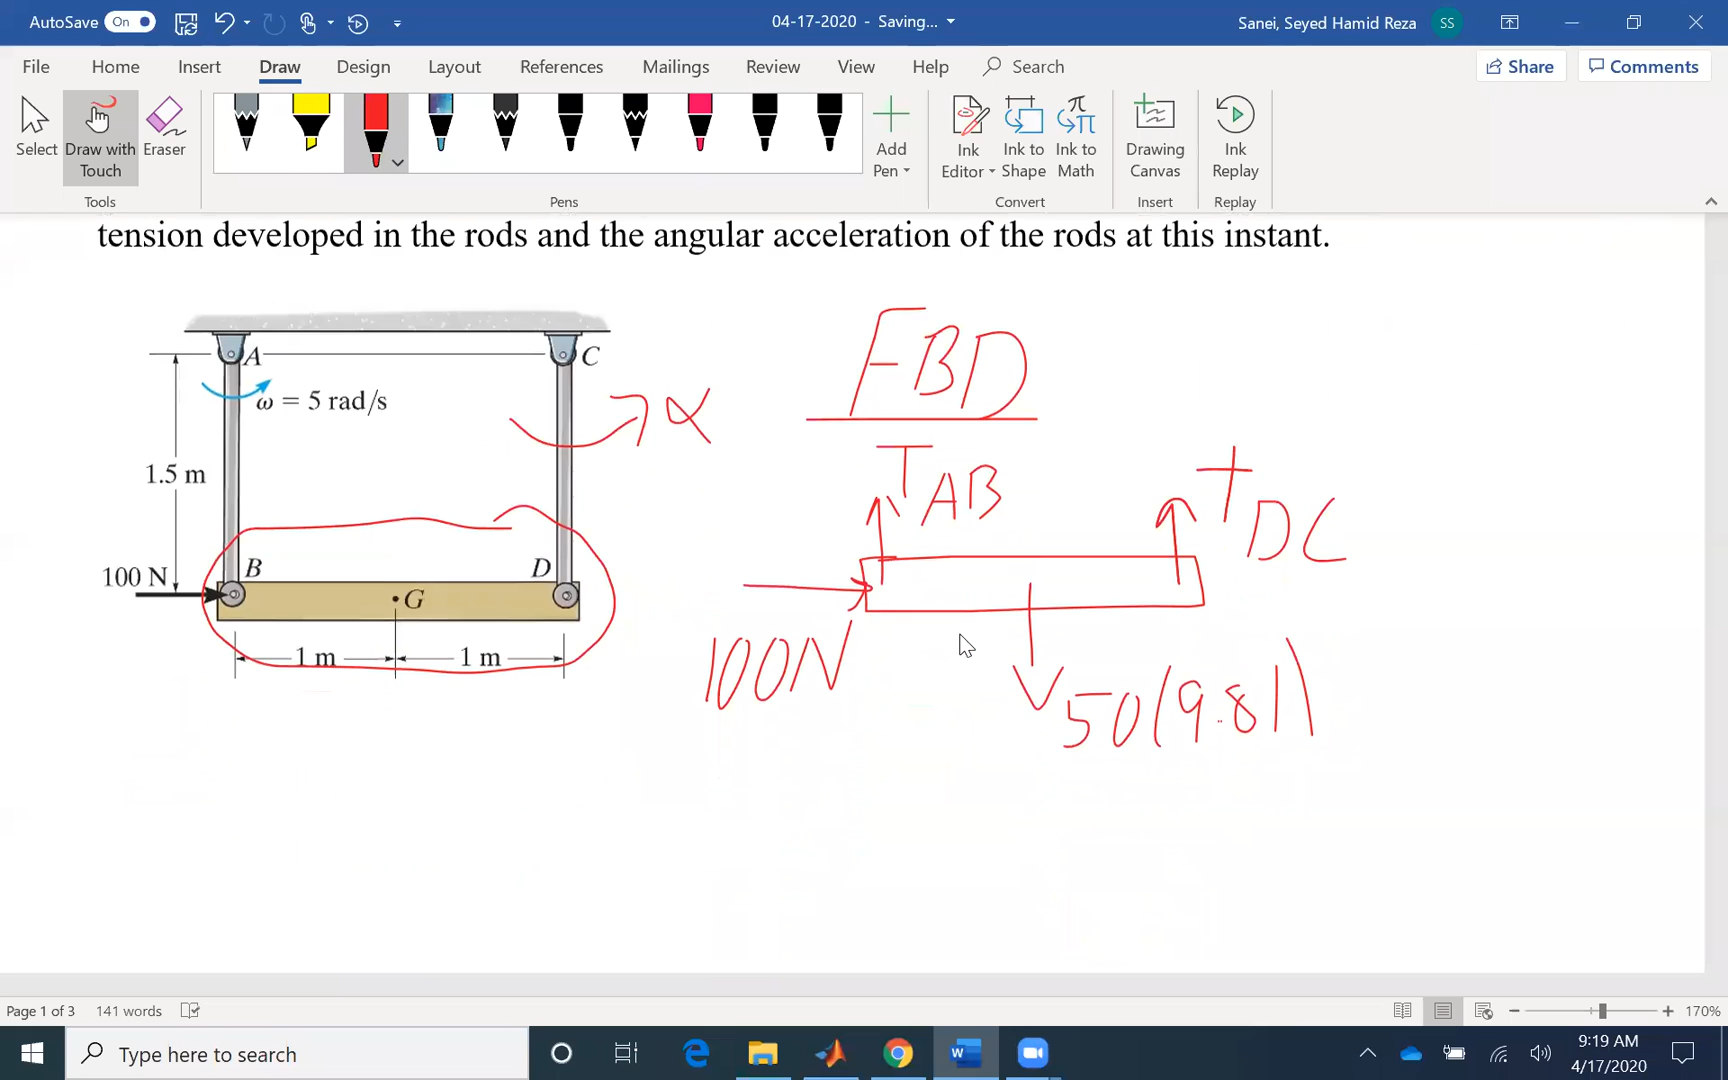 AutoSave On 04-17-2020 - Saving... Sanei, Seyed Hamid Reza SS
File Home Insert Draw Design Layout References Mailings Review View Help Search Share Comments
Select Draw with Touch Eraser Add Pen Ink Editor Ink to Shape Ink to Math Drawing Canvas Ink Replay
Tools Pens Convert Insert Replay
tension developed in the rods and the angular acceleration of the rods at this instant.
A C
ω = 5 rad/s
α
1.5 m
B D
100 N
G
1 m 1 m
FBD
T AB
T DC
100N
50(9.81)
Page 1 of 3 141 words 170%
Type here to search
9:19 AM
4/17/2020